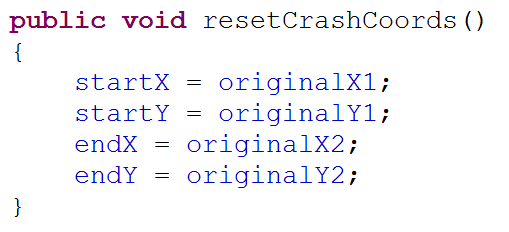 public void resetCrashCoords()
{
    startX = originalX1;
    startY = originalY1;
    endX = originalX2;
    endY = originalY2;
}